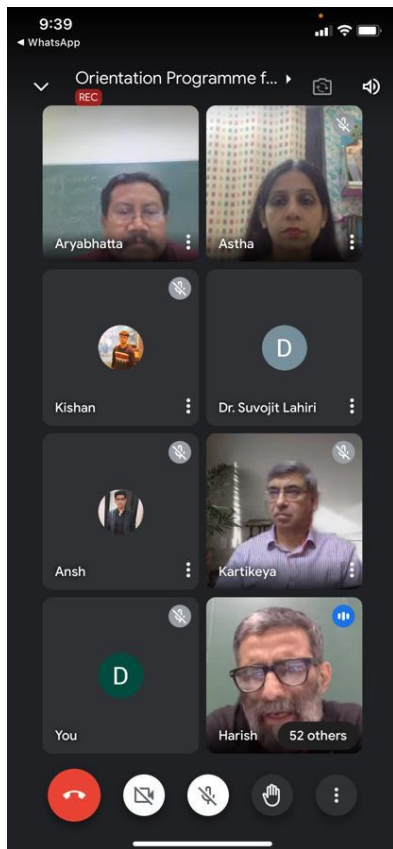 9:39
◀ WhatsApp
Orientation Programme f...
REC
Aryabhatta
Astha
Kishan
D
Dr. Suvojit Lahiri
Ansh
Kartikeya
D
You
Harish
52 others